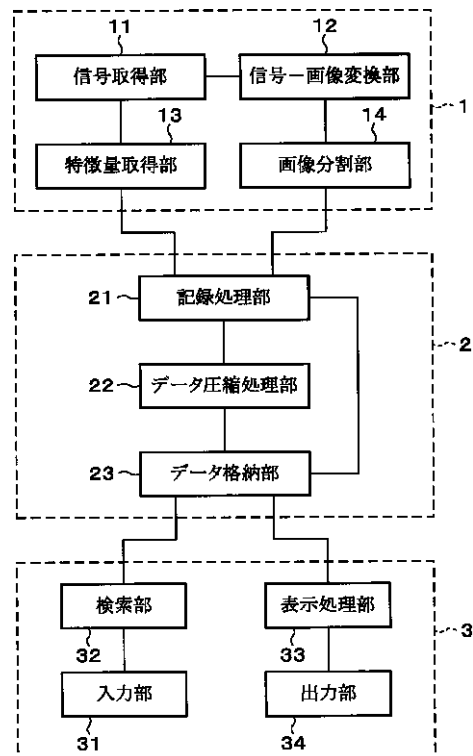 11
12
信号取得部
信号－画像変換部
1
13
14
特徴量取得部
画像分割部
21
記録処理部
2
22
データ圧縮処理部
23
データ格納部
検索部
表示処理部
3
32
33
入力部
出力部
31
34